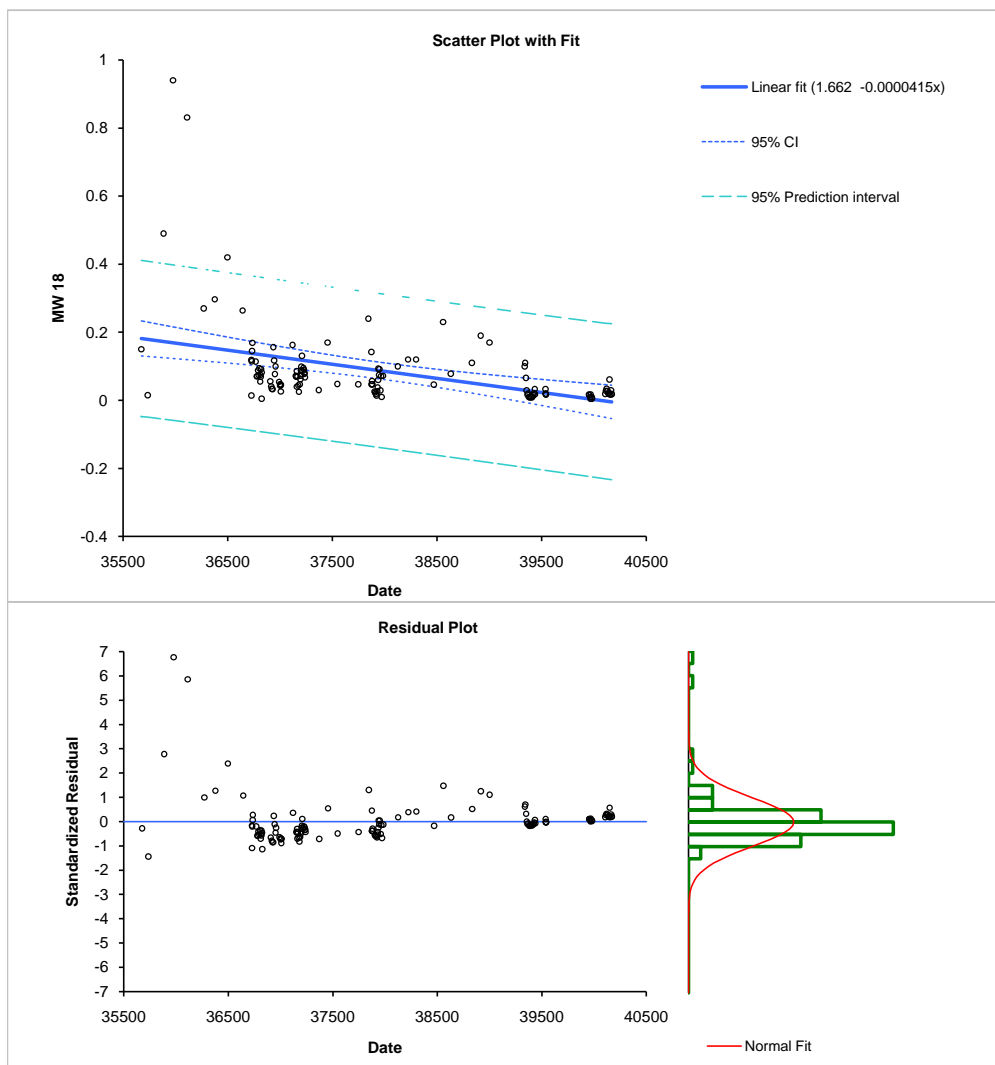 Scatter Plot with Fit
1
0.8
0.6
0.4
0.2
0
-0.2
-0.4
MW 18
35500 36500 37500 38500 39500 40500
Date
Linear fit (1.662 -0.0000415x)
95% CI
95% Prediction interval
Residual Plot
7
6
5
4
3
2
1
0
-1
-2
-3
-4
-5
-6
-7
Standardized Residual
35500 36500 37500 38500 39500 40500
Date
Normal Fit